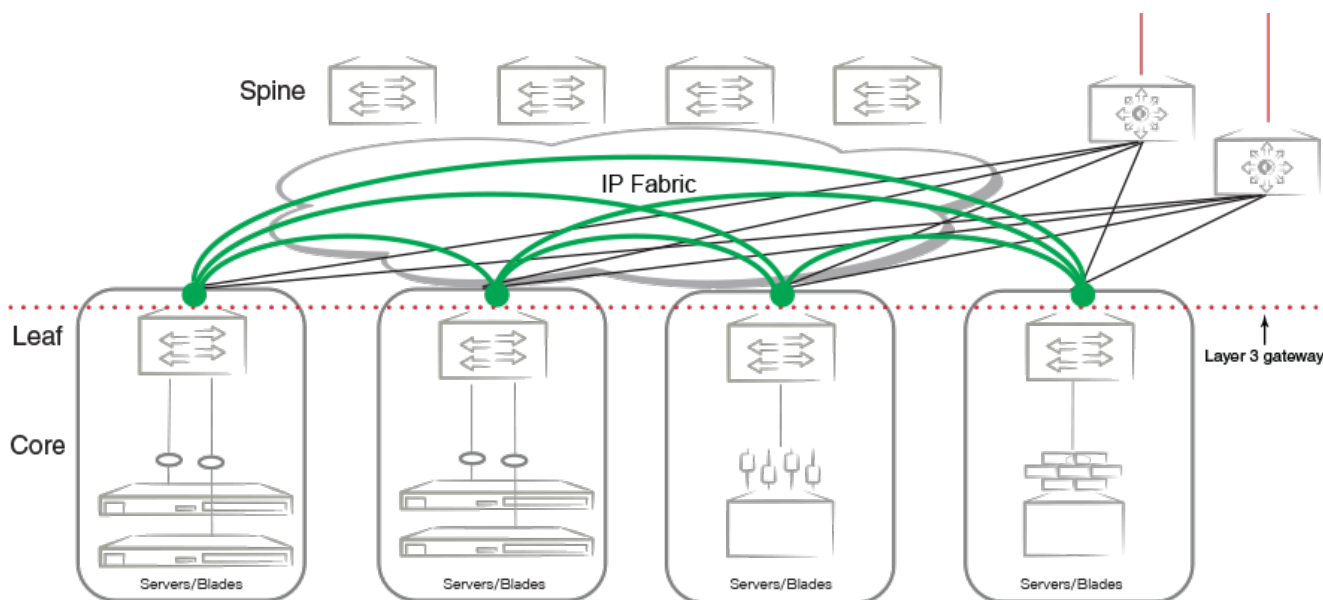 Spine
IP Fabric
Leaf
Layer 3 gateway
Core
Servers/Blades
Servers/Blades
Servers/Blades
Servers/Blades